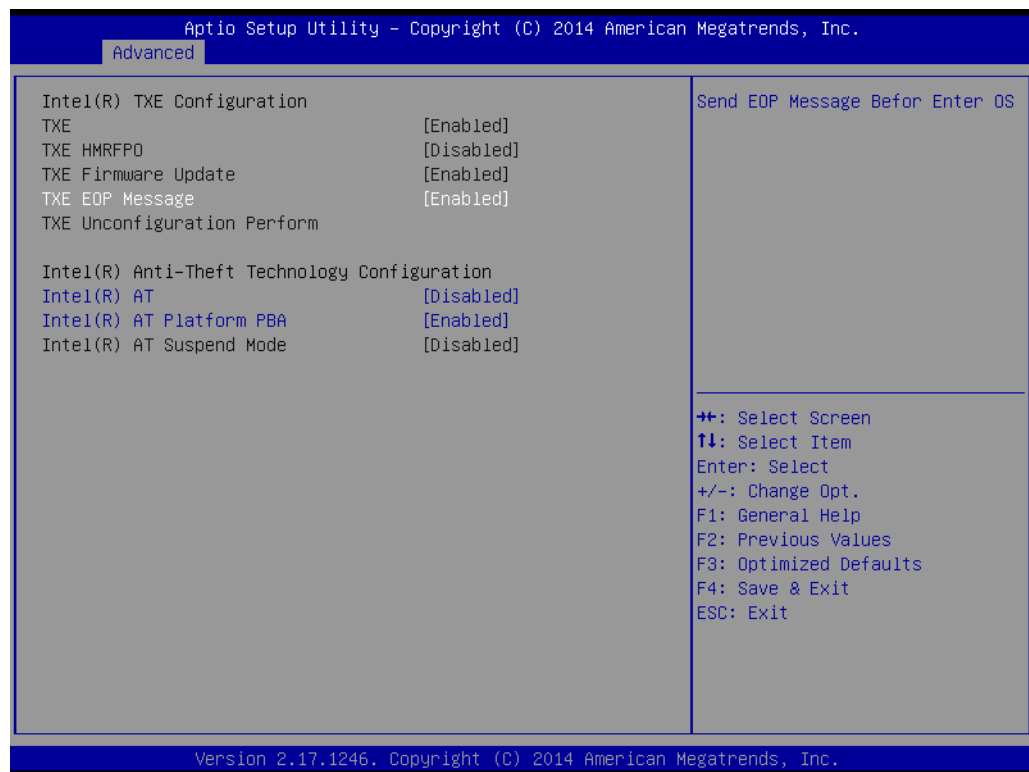 Aptio Setup Utility – Copyright (C) 2014 American Megatrends, Inc.
Advanced
Intel(R) TXE Configuration
TXE [Enabled]
TXE HMRFPO [Disabled]
TXE Firmware Update [Enabled]
TXE EOP Message [Enabled]
TXE Unconfiguration Perform
Intel(R) Anti-Theft Technology Configuration
Intel(R) AT [Disabled]
Intel(R) AT Platform PBA [Enabled]
Intel(R) AT Suspend Mode [Disabled]
Send EOP Message Befor Enter OS
→←: Select Screen
↑↓: Select Item
Enter: Select
+/-: Change Opt.
F1: General Help
F2: Previous Values
F3: Optimized Defaults
F4: Save & Exit
ESC: Exit
Version 2.17.1246. Copyright (C) 2014 American Megatrends, Inc.